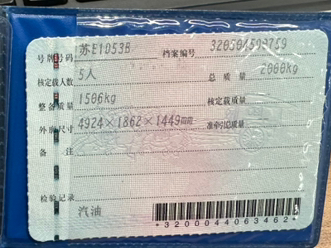 号牌号码 苏E1053B 档案编号 320504599759
核定载人数 5人 总质量 2000kg
整备质量 1506kg 核定载质量
外廓尺寸 4924×1862×1449mm 准牵引总质量
备注
检验记录
汽油
*3200044063462*